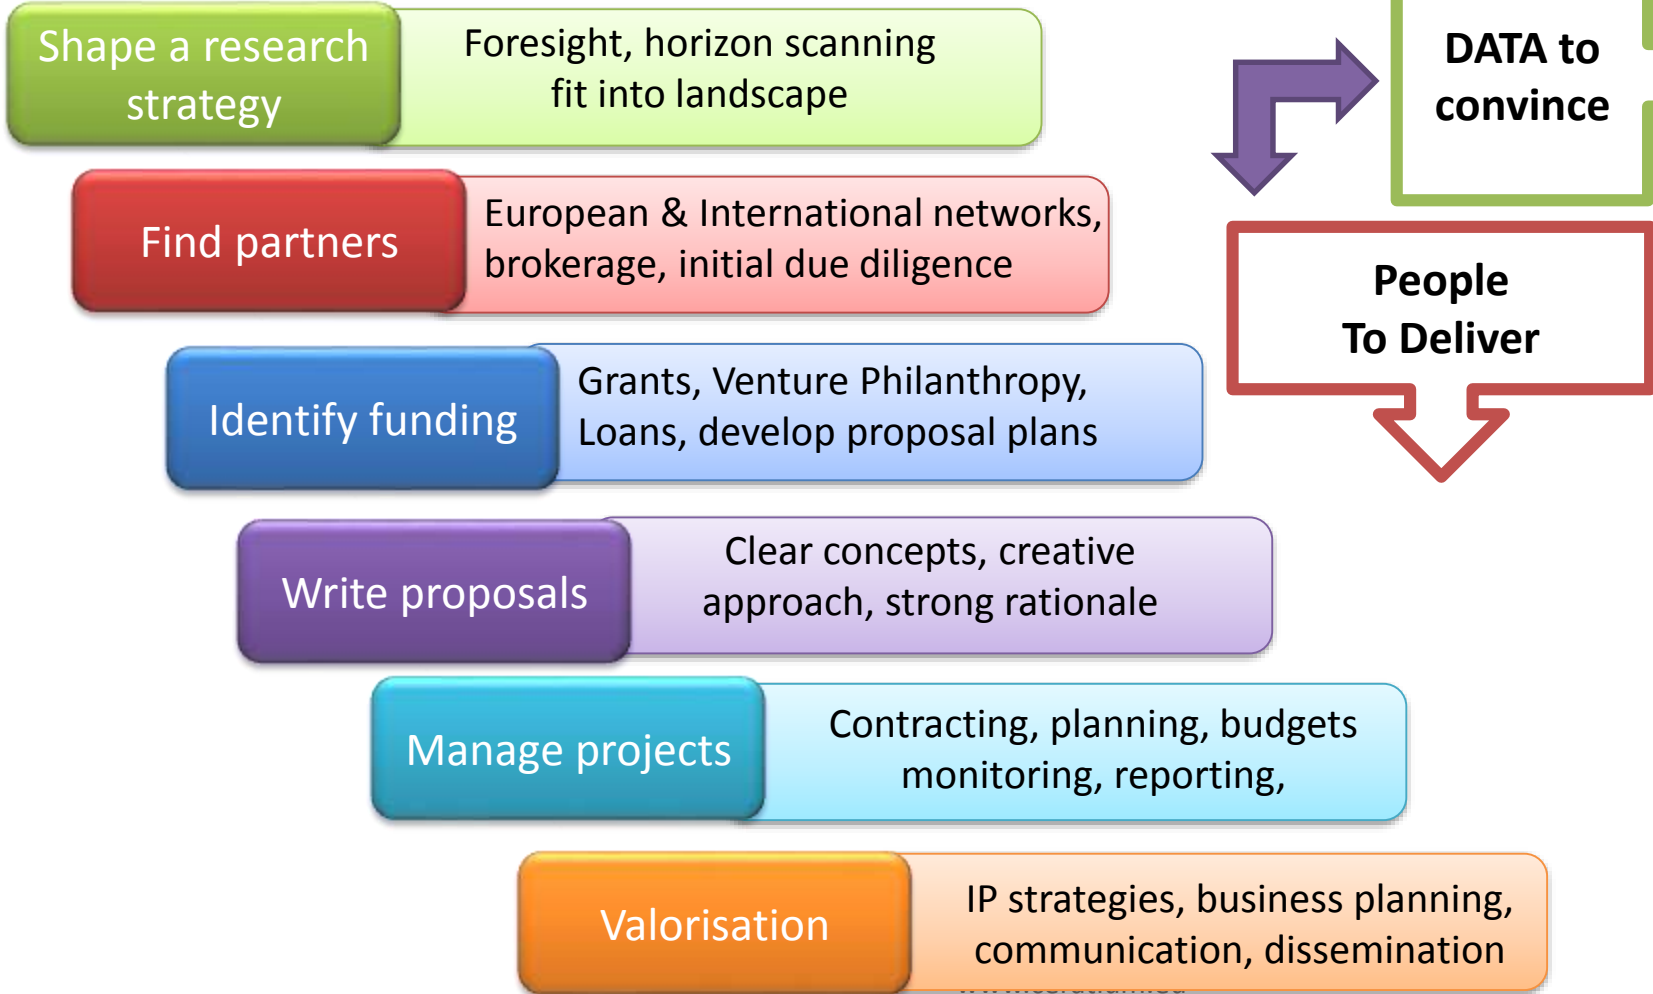 Shape a research
strategy
Foresight, horizon scanning
fit into landscape
DATA to
convince
Find partners
European & International networks,
brokerage, initial due diligence
People
To Deliver
Identify funding
Grants, Venture Philanthropy,
Loans, develop proposal plans
Write proposals
Clear concepts, creative
approach, strong rationale
Manage projects
Contracting, planning, budgets
monitoring, reporting,
Valorisation
IP strategies, business planning,
communication, dissemination